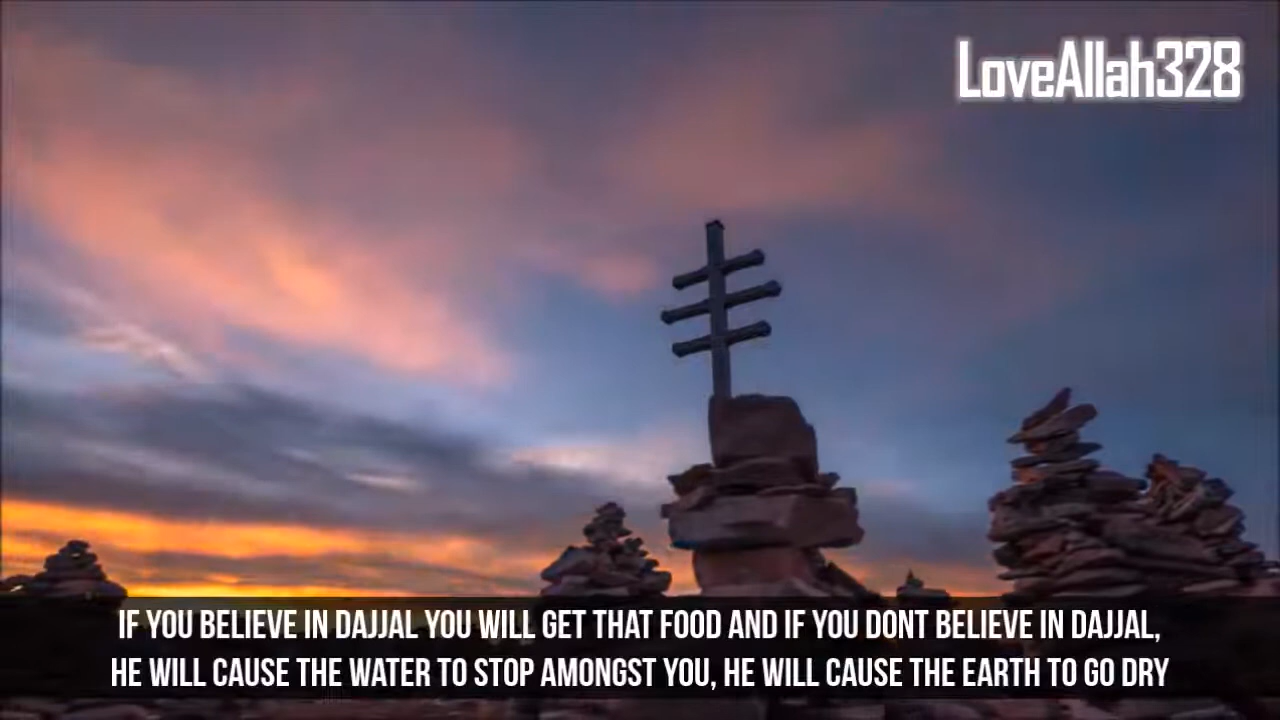 LoveAllah328
IF YOU BELIEVE IN DAJJAL YOU WILL GET THAT FOOD AND IF YOU DONT BELIEVE IN DAJJAL,
HE WILL CAUSE THE WATER TO STOP AMONGST YOU, HE WILL CAUSE THE EARTH TO GO DRY